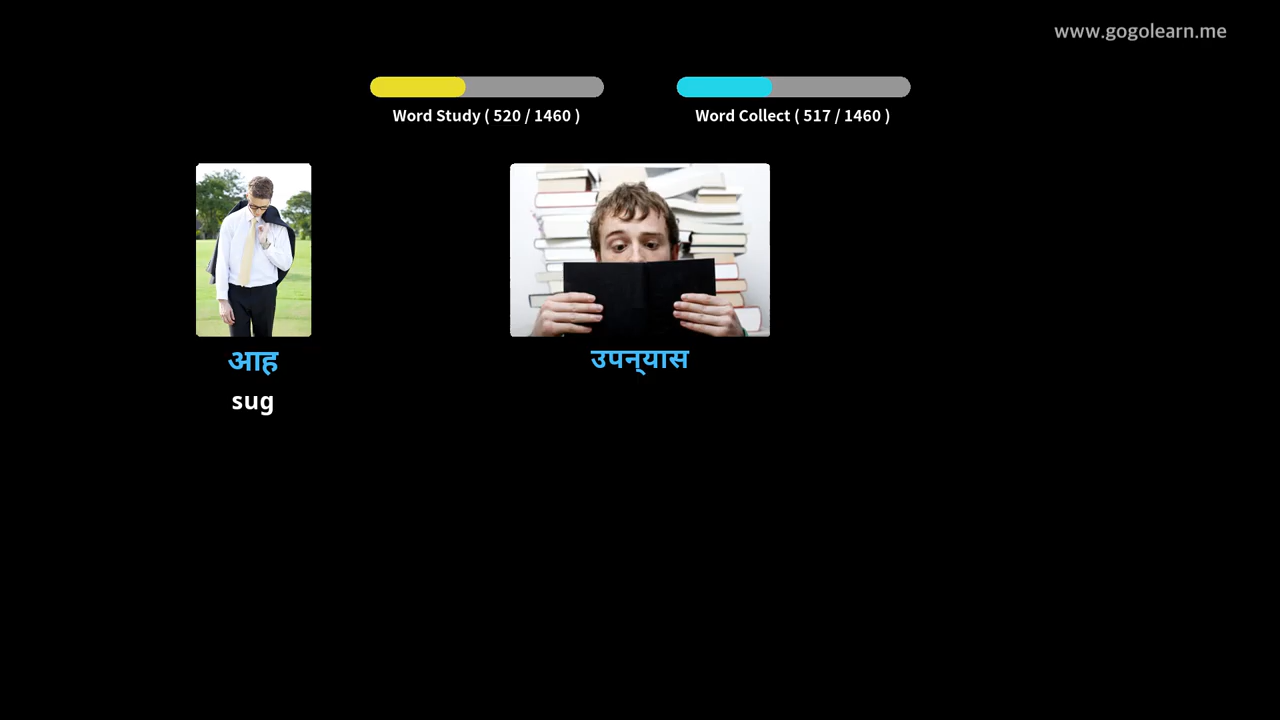 www.gogolearn.me
Word Study ( 520 / 1460 )
Word Collect ( 517 / 1460 )
आह
sug
उपन्यास